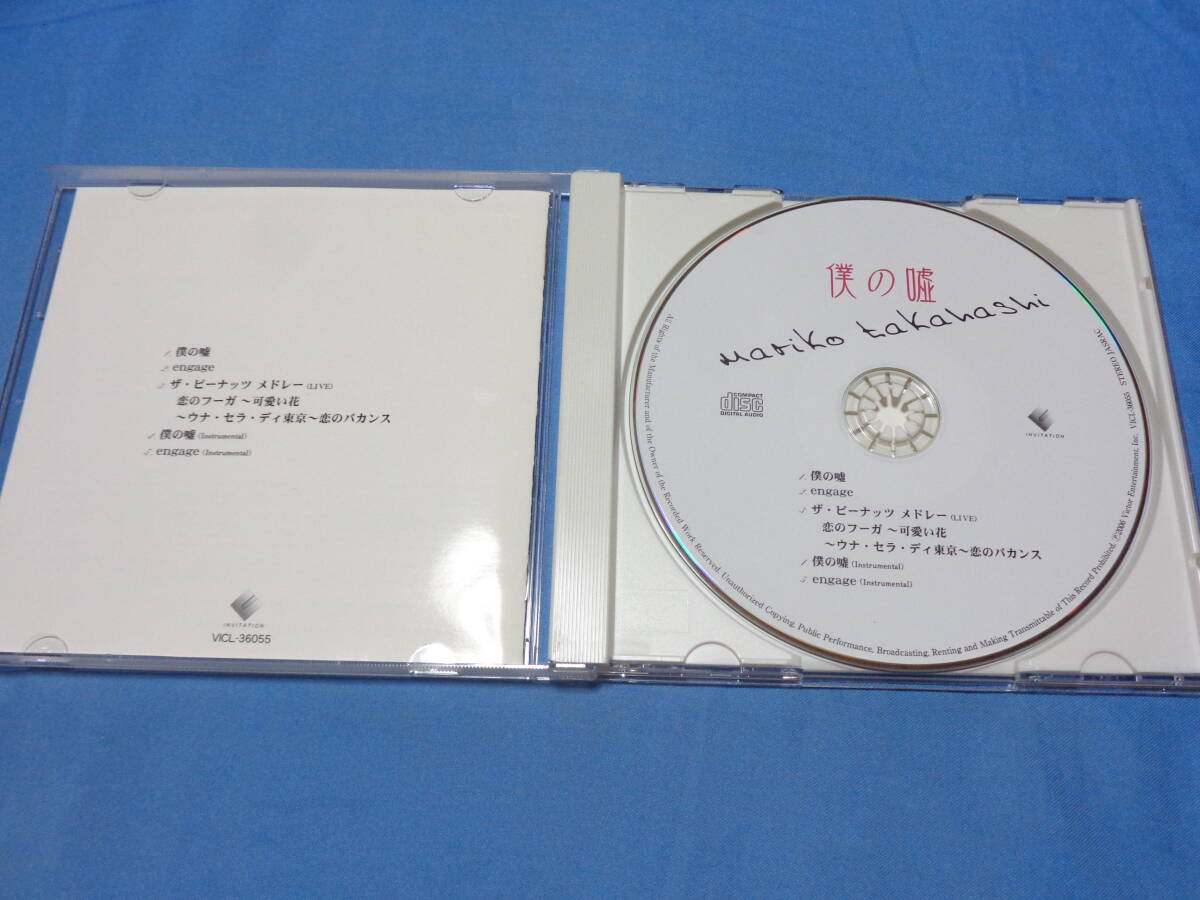 1. 僕の嘘
2. engage
3. ザ・ピーナッツ メドレー (LIVE)
恋のフーガ ～可愛い花
～ウナ・セラ・ディ東京～恋のバカンス
4. 僕の嘘 (Instrumental)
5. engage (Instrumental)
INVITATION
VICL-36055
僕の嘘
mariko takahashi
COMPACT
disc
DIGITAL AUDIO
INVITATION
1. 僕の嘘
2. engage
3. ザ・ピーナッツ メドレー (LIVE)
恋のフーガ ～可愛い花
～ウナ・セラ・ディ東京～恋のバカンス
4. 僕の嘘 (Instrumental)
5. engage (Instrumental)
All Rights of the Manufacturer and of the Owner of the Recorded Work Reserved. Unauthorized Copying, Public Performance, Broadcasting, Renting and Making Transmittable of This Record Prohibited. ℗2006 Victor Entertainment, Inc. VICL-36055 STEREO JASRAC